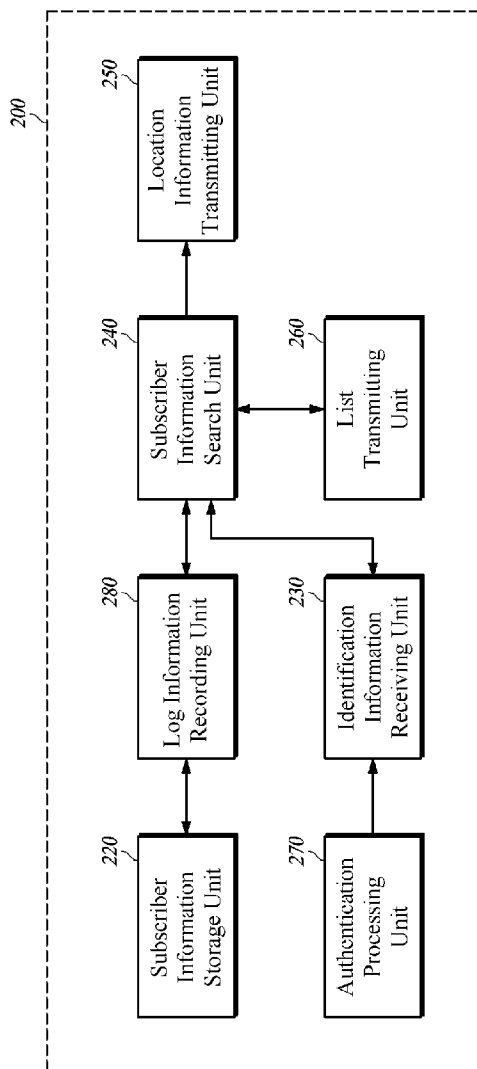 200
220
Subscriber
Information
Storage Unit
280
Log Information
Recording Unit
240
Subscriber
Information
Search Unit
250
Location
Information
Transmitting Unit
270
Authentication
Processing
Unit
230
Identification
Information
Receiving Unit
260
List
Transmitting
Unit